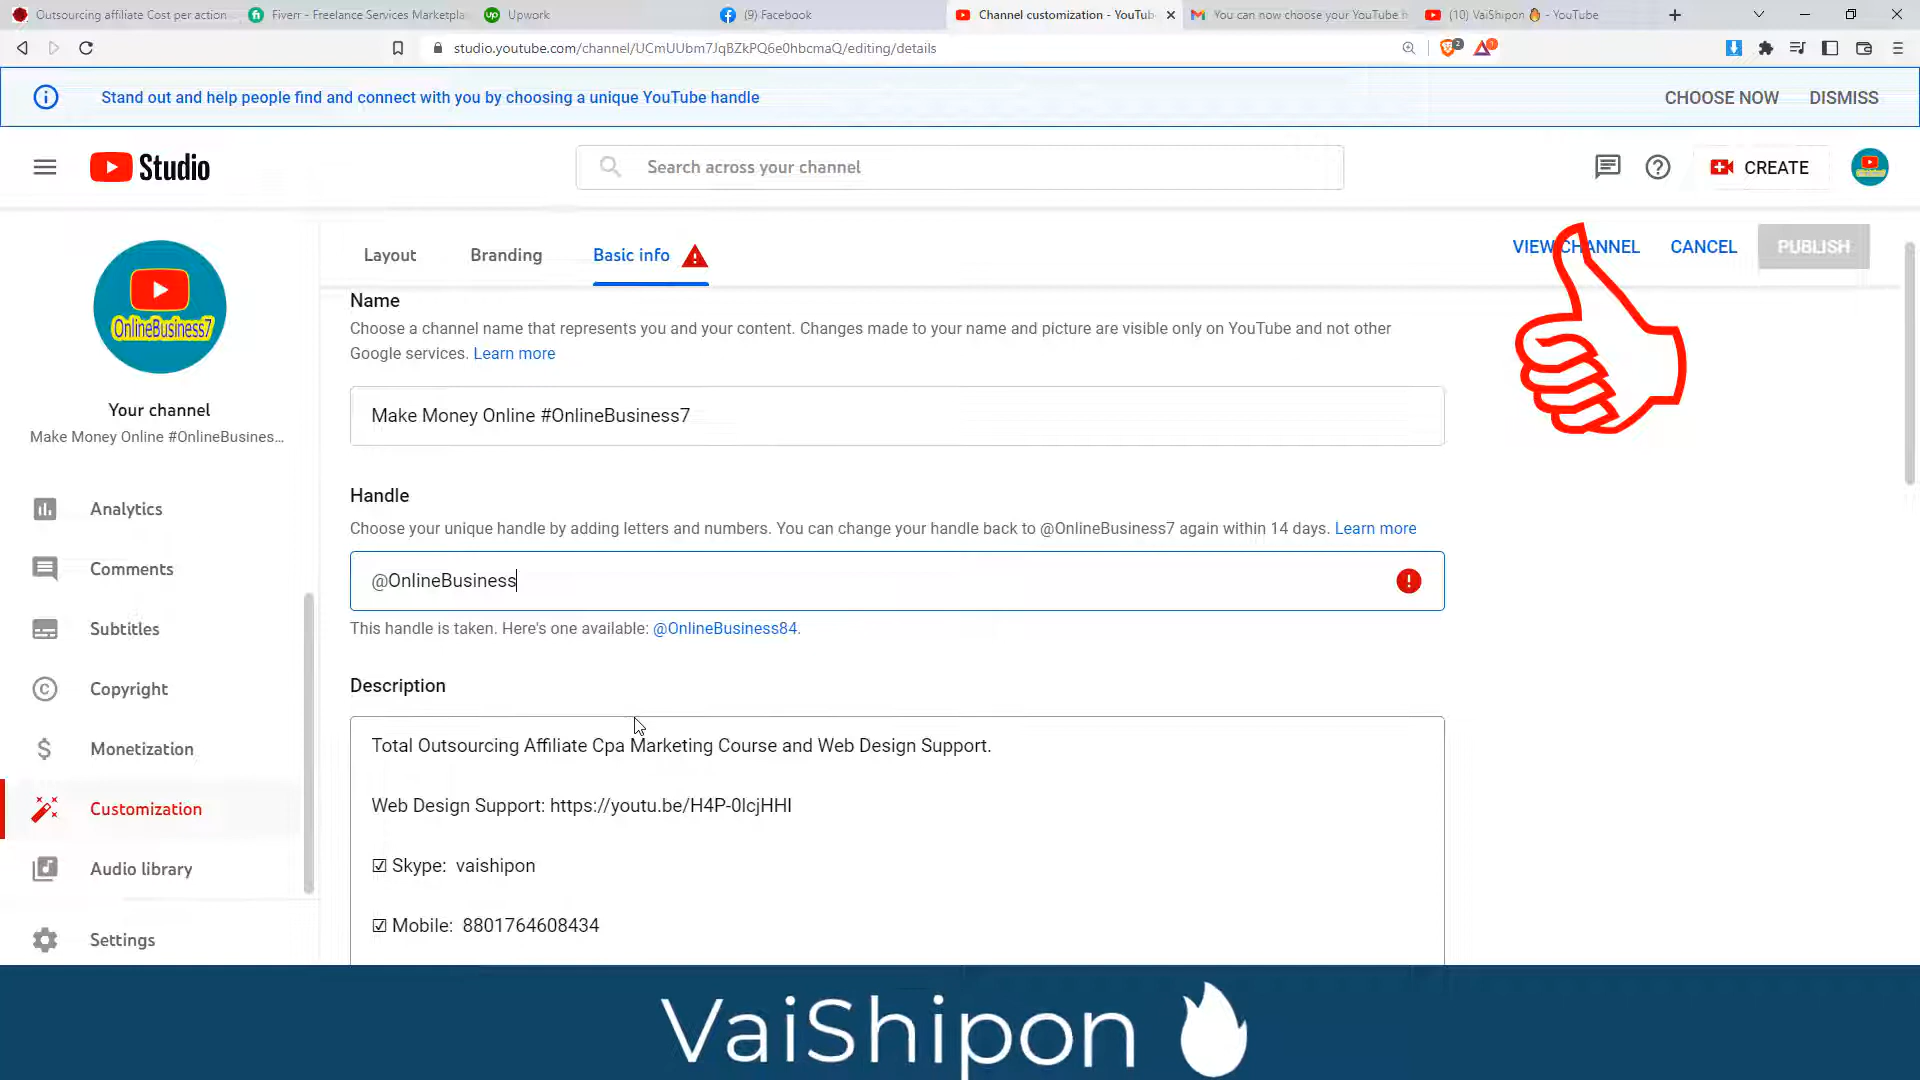 Outsourcing affiliate Cost per action
Fiverr - Freelance Services Marketpla
Upwork
(9) Facebook
Channel customization - YouTub
You can now choose your YouTube h
(10) VaiShipon 🔥 - YouTube
studio.youtube.com/channel/UCmUUbm7JqBZkPQ6e0hbcmaQ/editing/details
Stand out and help people find and connect with you by choosing a unique YouTube handle
CHOOSE NOW
DISMISS
Studio
Search across your channel
CREATE
OnlineBusiness7
Your channel
Make Money Online #OnlineBusines...
Analytics
Comments
Subtitles
Copyright
Monetization
Customization
Audio library
Settings
Layout
Branding
Basic info
VIEW CHANNEL
CANCEL
PUBLISH
Name
Choose a channel name that represents you and your content. Changes made to your name and picture are visible only on YouTube and not other
Google services. Learn more
Make Money Online #OnlineBusiness7
Handle
Choose your unique handle by adding letters and numbers. You can change your handle back to @OnlineBusiness7 again within 14 days. Learn more
@OnlineBusiness
This handle is taken. Here's one available: @OnlineBusiness84.
Description
Total Outsourcing Affiliate Cpa Marketing Course and Web Design Support.
Web Design Support: https://youtu.be/H4P-0lcjHHI
☑ Skype: vaishipon
☑ Mobile: 8801764608434
VaiShipon